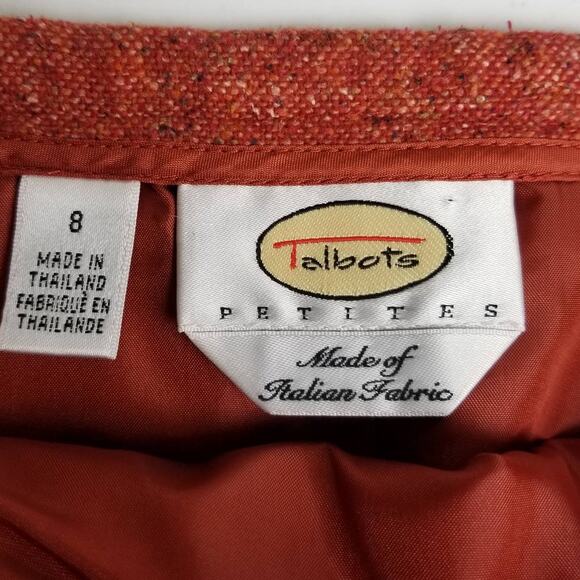 8
MADE IN
THAILAND
FABRIQUÉ EN
THAILANDE
Talbots
PETITES
Made of
Italian Fabric